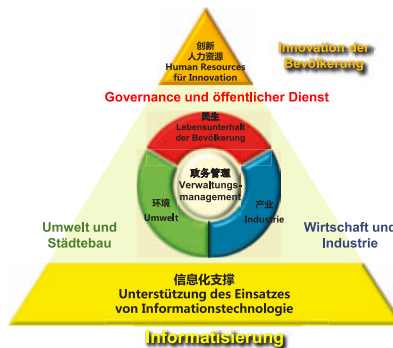 创新
人力资源
Human Resources
für Innovation
Innovation der
Bevölkerung
Governance und öffentlicher Dienst
民生
Lebensunterhalt
der Bevölkerung
政务管理
Verwaltungs-
management
环境
Umwelt
产业
Industrie
Umwelt und
Städtebau
Wirtschaft und
Industrie
信息化支撑
Unterstützung des Einsatzes
von Informationstechnologie
Informatisierung